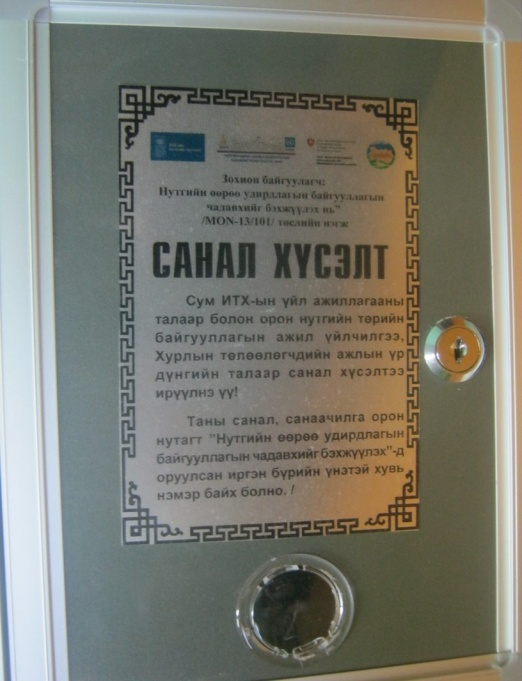 Зохион байгуулагч:
Нутгийн өөрөө удирдлагын байгууллагын
чадавхийг бэхжүүлэх нь"
/MON-13/101/ төслийн нэгж
САНАЛ ХҮСЭЛТ
Сум ИТХ-ын үйл ажиллагааны
талаар болон орон нутгийн төрийн
байгууллагын ажил үйлчилгээ,
Хурлын төлөөлөгчдийн ажлын үр
дүнгийн талаар санал хүсэлтээ
ирүүлнэ үү!
Таны санал, санаачилга орон
нутагт "Нутгийн өөрөө удирдлагын
байгууллагын чадавхийг бэхжүүлэх"-д
оруулсан иргэн бүрийн үнэтэй хувь
нэмэр байх болно. /